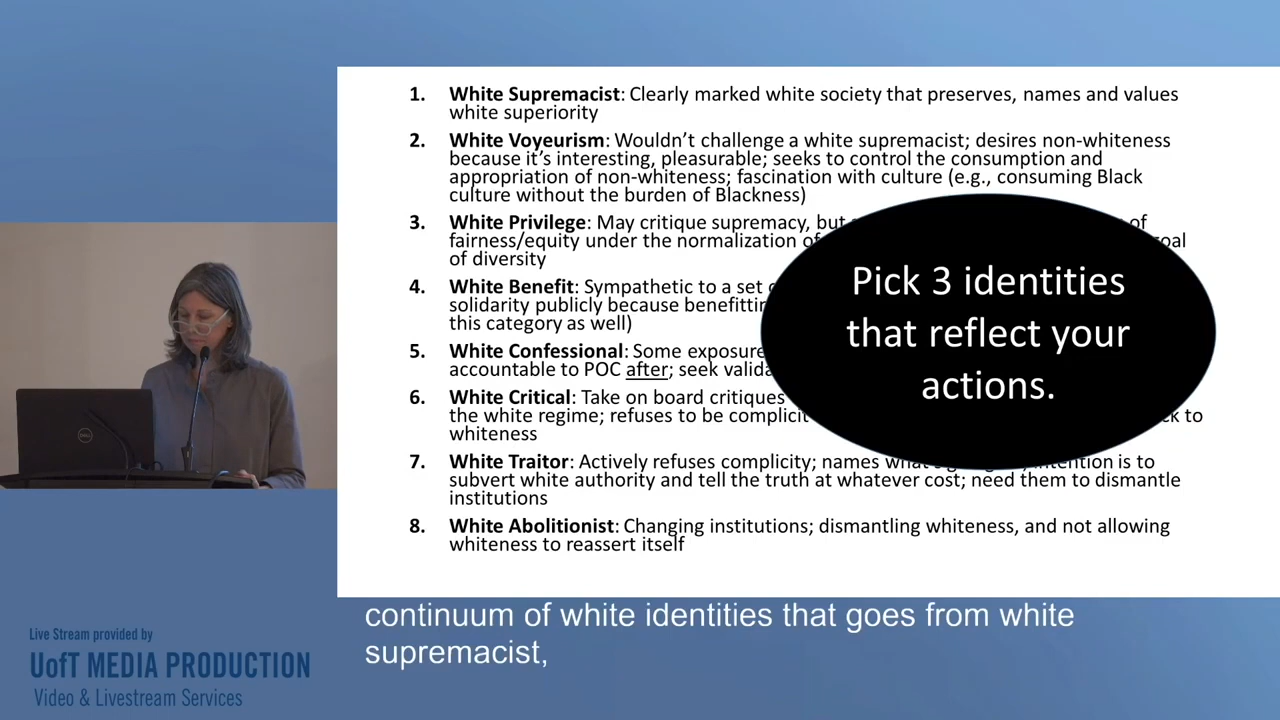 1. White Supremacist: Clearly marked white society that preserves, names and values
white superiority
2. White Voyeurism: Wouldn't challenge a white supremacist; desires non-whiteness
because it's interesting, pleasurable; seeks to control the consumption and
appropriation of non-whiteness; fascination with culture (e.g., consuming Black
culture without the burden of Blackness)
3. White Privilege: May critique supremacy, but of
fairness/equity under the normalization of
of diversity
4. White Benefit: Sympathetic to a set
solidarity publicly because benefitting
this category as well)
5. White Confessional: Some exposure
accountable to POC after; seek
6. White Critical: Take on board critiques
the white regime; refuses to be complicit to
whiteness
7. White Traitor: Actively refuses complicity; names is to
subvert white authority and tell the truth at whatever cost; need them to dismantle
institutions
8. White Abolitionist: Changing institutions; dismantling whiteness, and not allowing
whiteness to reassert itself
Pick 3 identities
that reflect your
actions.
DELL
continuum of white identities that goes from white
supremacist,
Live Stream provided by
UofT MEDIA PRODUCTION
Video & Livestream Services